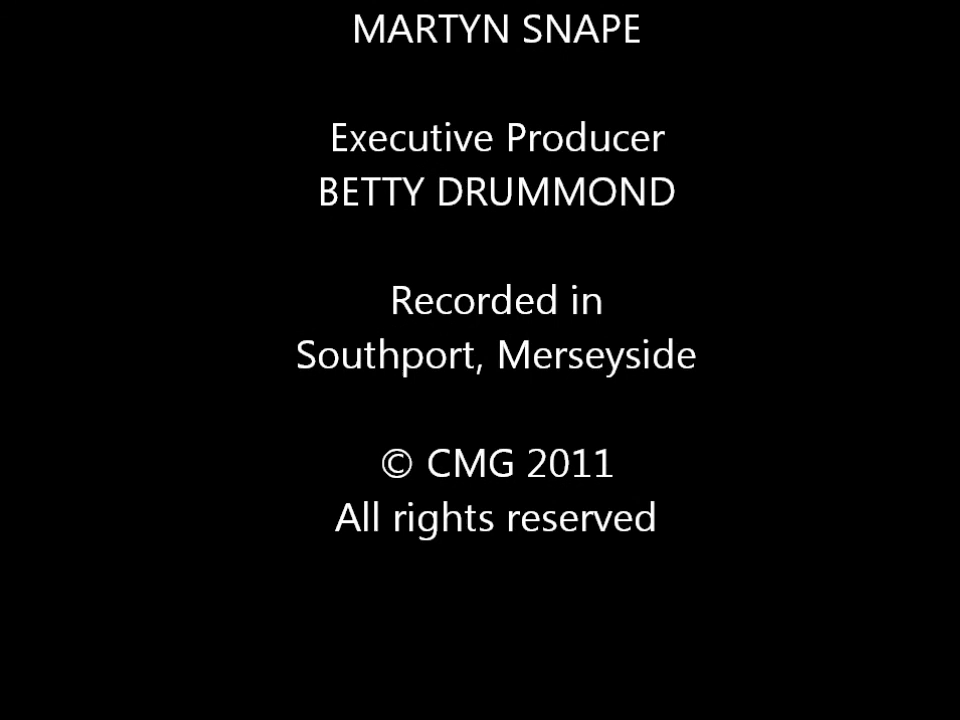 MARTYN SNAPE
Executive Producer
BETTY DRUMMOND
Recorded in
Southport, Merseyside
© CMG 2011
All rights reserved